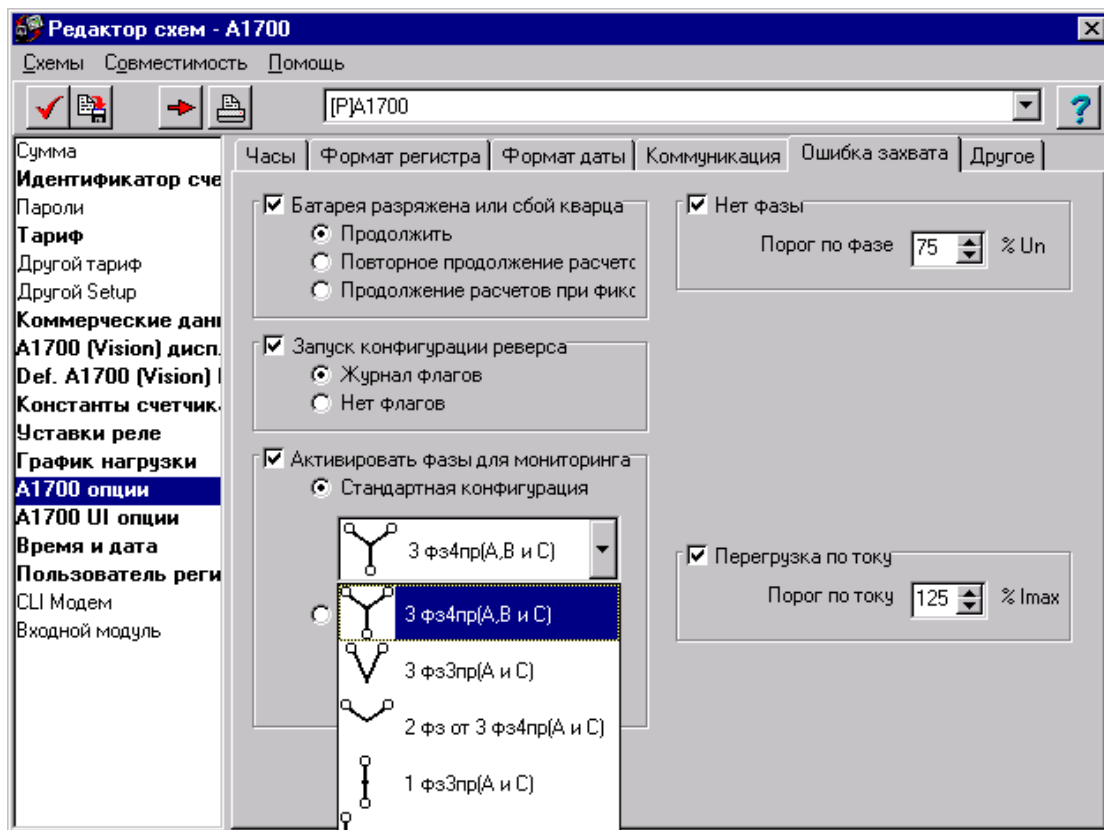 Редактор схем - A1700
Схемы Совместимость Помощь
[P]A1700
Сумма
Идентификатор сче
Пароли
Тариф
Другой тариф
Другой Setup
Коммерческие данн
A1700 (Vision) дисп.
Def. A1700 (Vision)
Константы счетчик
Уставки реле
График нагрузки
A1700 опции
A1700 UI опции
Время и дата
Пользователь реги
CLI Модем
Входной модуль
Часы Формат регистра Формат даты Коммуникация Ошибка захвата Другое
Батарея разряжена или сбой кварца
Продолжить
Повторное продолжение расчетс
Продолжение расчетов при фикс
Запуск конфигурации реверса
Журнал флагов
Нет флагов
Активировать фазы для мониторинга
Стандартная конфигурация
3 фз4пр(A,B и C)
3 фз4пр(A,B и C)
3 фз3пр(A и C)
2 фз от 3 фз4пр(A и C)
1 фз3пр(A и C)
Нет фазы
Порог по фазе 75 % Un
Перегрузка по току
Порог по току 125 % Imax